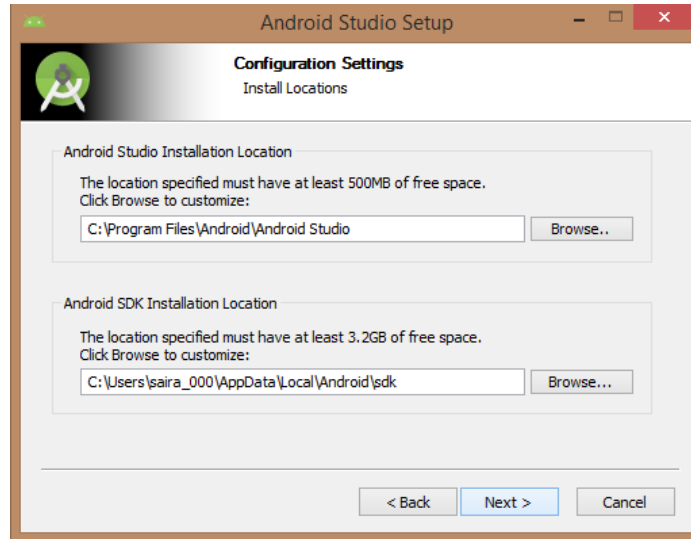 Android Studio Setup
Configuration Settings
Install Locations
Android Studio Installation Location
The location specified must have at least 500MB of free space.
Click Browse to customize:
C:\Program Files\Android\Android Studio
Browse..
Android SDK Installation Location
The location specified must have at least 3.2GB of free space.
Click Browse to customize:
C:\Users\saira_000\AppData\Local\Android\sdk
Browse...
< Back Next > Cancel